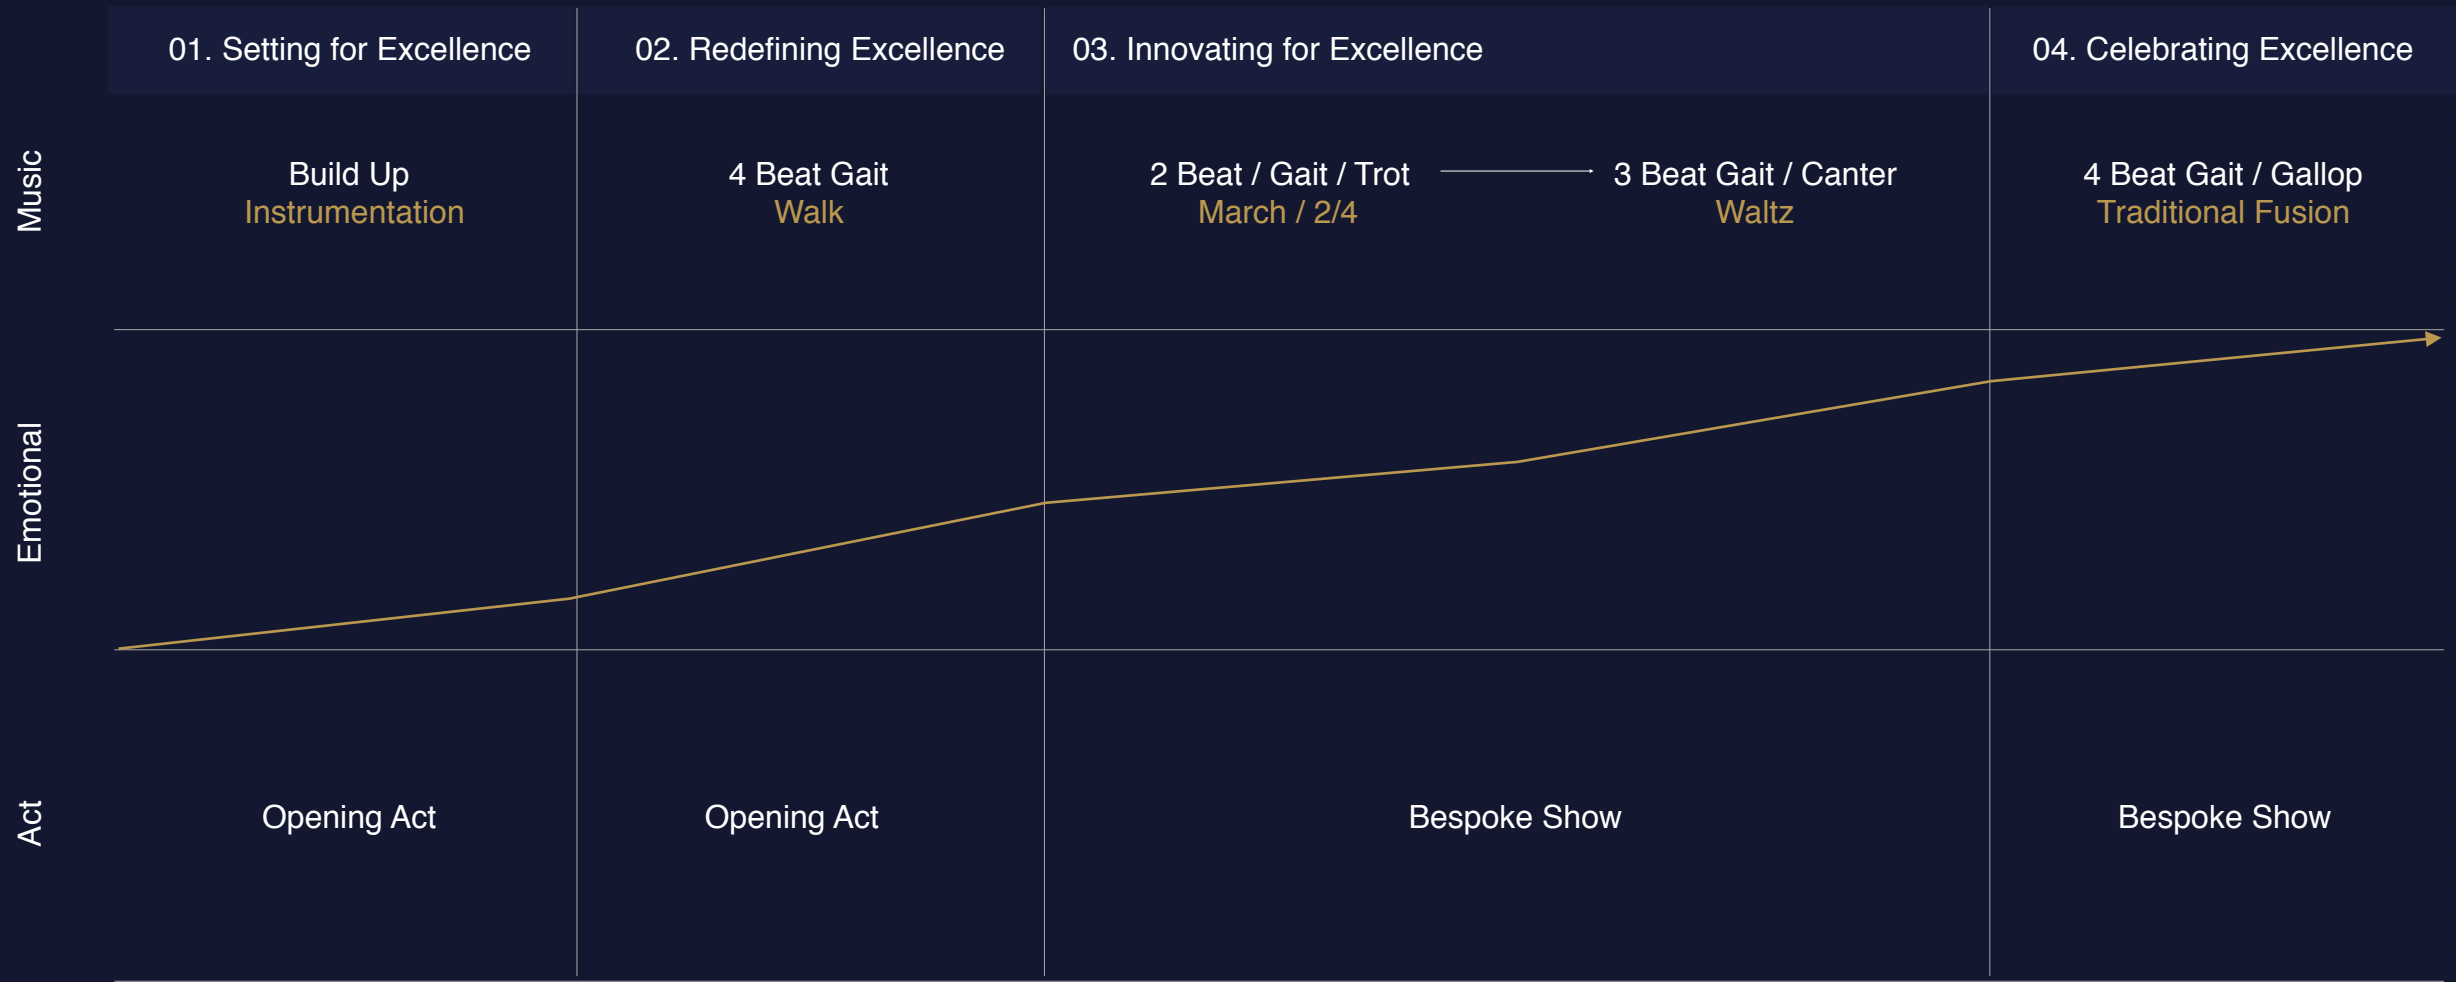 01. Setting for Excellence
02. Redefining Excellence
03. Innovating for Excellence
04. Celebrating Excellence
Music
Build Up
Instrumentation
4 Beat Gait
Walk
2 Beat / Gait / Trot
March / 2/4
3 Beat Gait / Canter
Waltz
4 Beat Gait / Gallop
Traditional Fusion
Emotional
Act
Opening Act
Opening Act
Bespoke Show
Bespoke Show